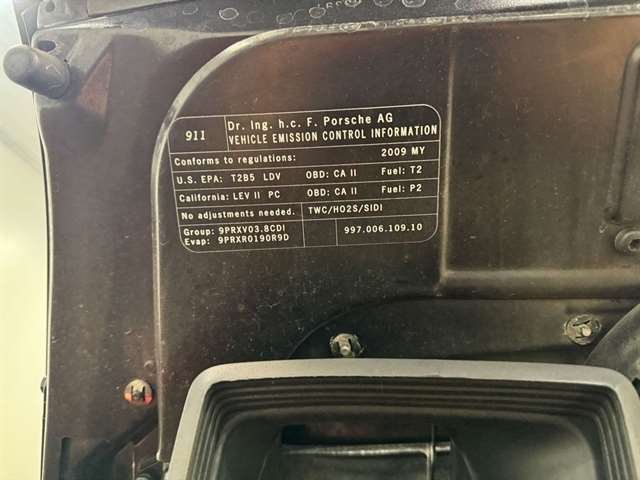 911
Dr. Ing. h.c. F. Porsche AG
VEHICLE EMISSION CONTROL INFORMATION
Conforms to regulations: 2009 MY
U.S. EPA: T2B5 LDV OBD: CA II Fuel: T2
California: LEV II PC OBD: CA II Fuel: P2
No adjustments needed. TWC/HO2S/SIDI
Group: 9PRXV03.8CDI
Evap: 9PRXR0190R9D
997.006.109.10